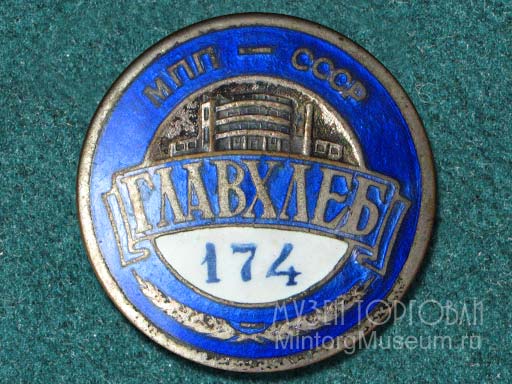 МПП — СССР
ГЛАВХЛЕБ
174
МУЗЕЙ ТОРГОВЛИ
MintorgMuseum.ru